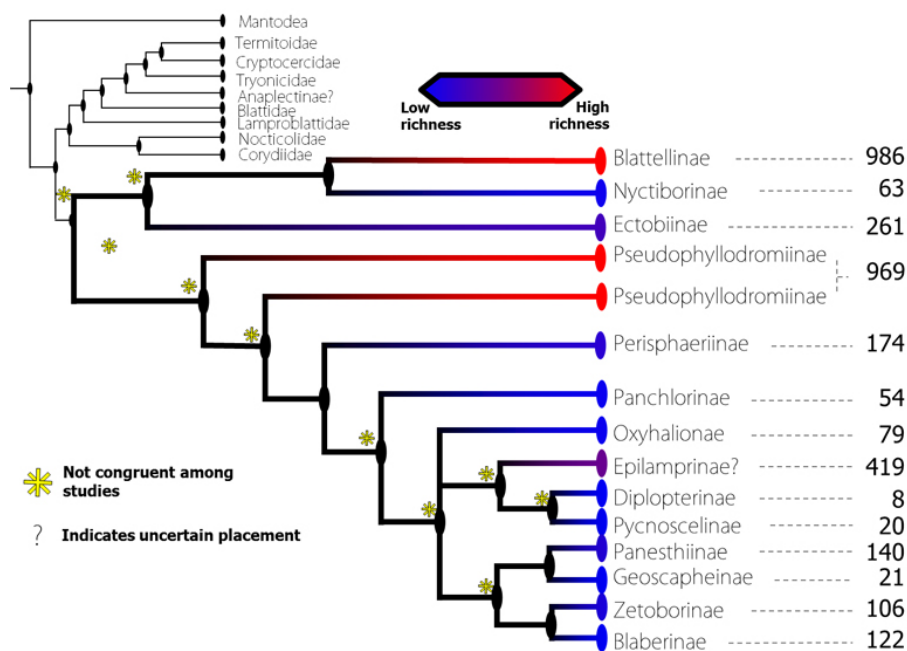 Mantodea
Termitoidae
Cryptocercidae
Tryonicidae
Anaplectinae?
Blattidae
Lamproblattidae
Nocticolidae
Corydiidae
Low
richness
High
richness
Blattellinae 986
Nyctiborinae 63
Ectobiinae 261
Pseudophyllodromiinae
969
Pseudophyllodromiinae
Perisphaeriinae 174
Panchlorinae 54
Oxyhalionae 79
Epilamprinae? 419
Diplopterinae 8
Pycnoscelinae 20
Panesthiinae 140
Geoscapheinae 21
Zetoborinae 106
Blaberinae 122
Not congruent among
studies
? Indicates uncertain placement